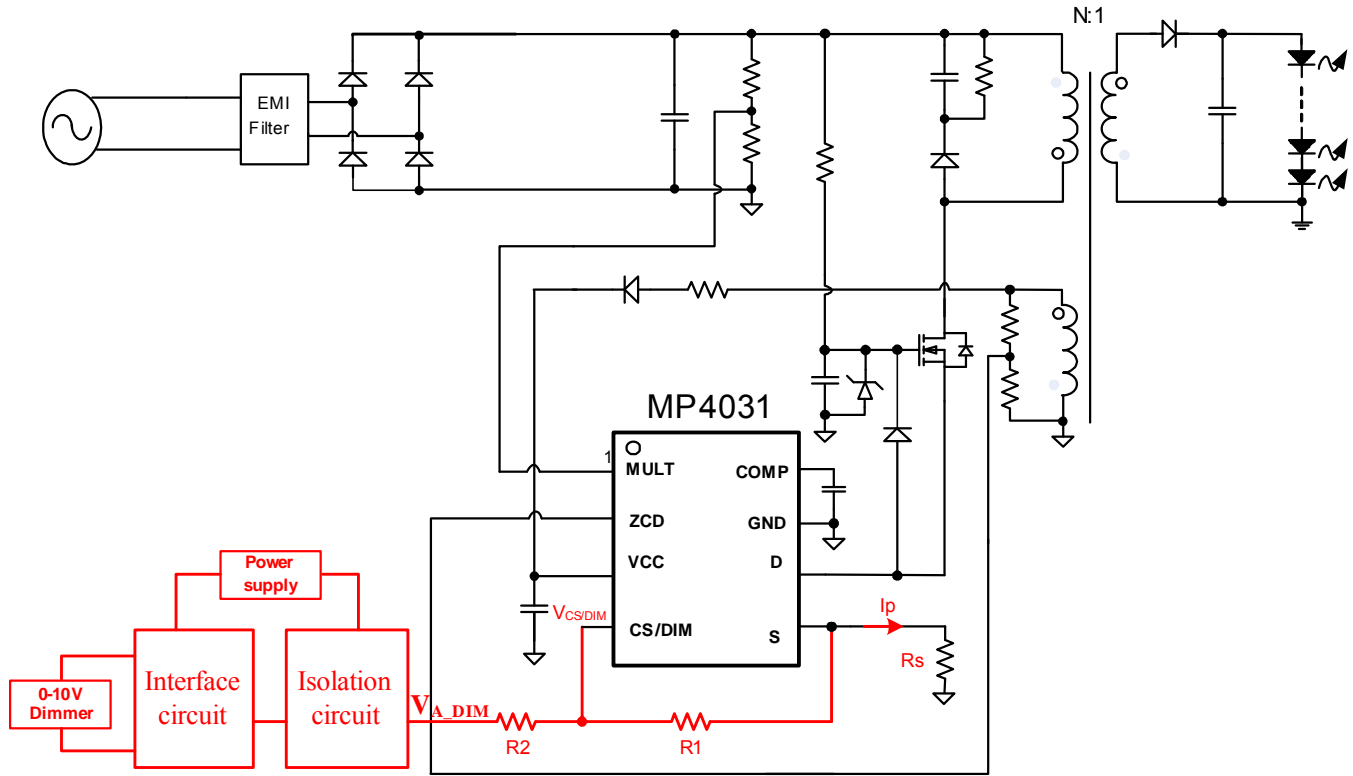 N:1
EMI
Filter
MP4031
1
MULT
COMP
ZCD
GND
VCC
D
CS/DIM
S
VCS/DIM
Ip
Rs
Power
supply
0-10V
Dimmer
Interface
circuit
Isolation
circuit
VA_DIM
R2
R1